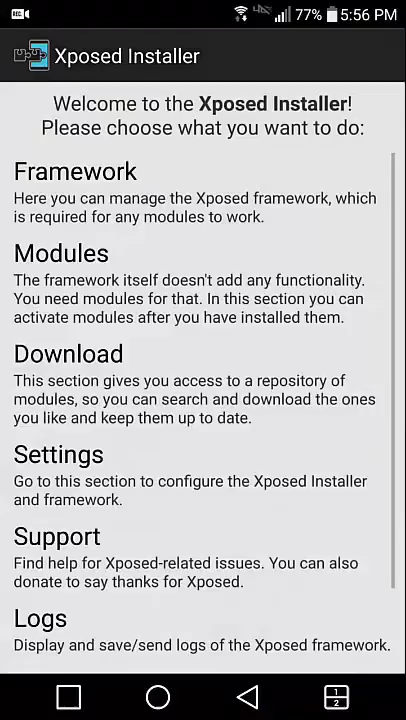 REC 77% 5:56 PM
Xposed Installer
Welcome to the Xposed Installer!
Please choose what you want to do:
Framework
Here you can manage the Xposed framework, which
is required for any modules to work.
Modules
The framework itself doesn't add any functionality.
You need modules for that. In this section you can
activate modules after you have installed them.
Download
This section gives you access to a repository of
modules, so you can search and download the ones
you like and keep them up to date.
Settings
Go to this section to configure the Xposed Installer
and framework.
Support
Find help for Xposed-related issues. You can also
donate to say thanks for Xposed.
Logs
Display and save/send logs of the Xposed framework.
1
2